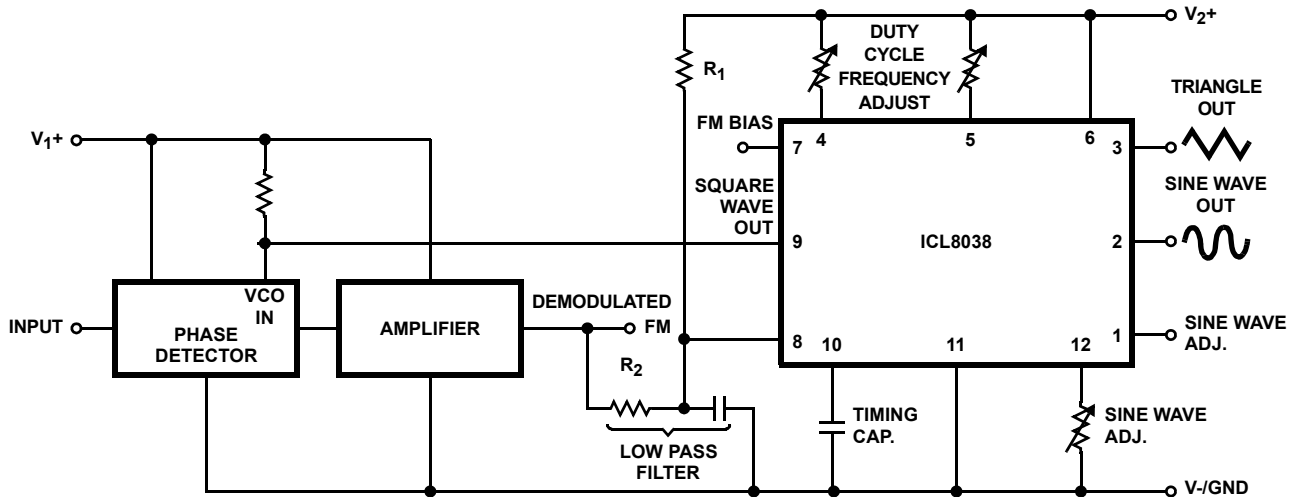 V2+
DUTY
CYCLE
FREQUENCY
ADJUST
R1
TRIANGLE
OUT
V1+
FM BIAS
4
5
6
7
3
SQUARE
WAVE
OUT
SINE WAVE
OUT
9
ICL8038
2
VCO
IN
INPUT
PHASE
DETECTOR
AMPLIFIER
DEMODULATED
FM
8
10
11
12
1
SINE WAVE
ADJ.
R2
LOW PASS
FILTER
TIMING
CAP.
SINE WAVE
ADJ.
V-/GND